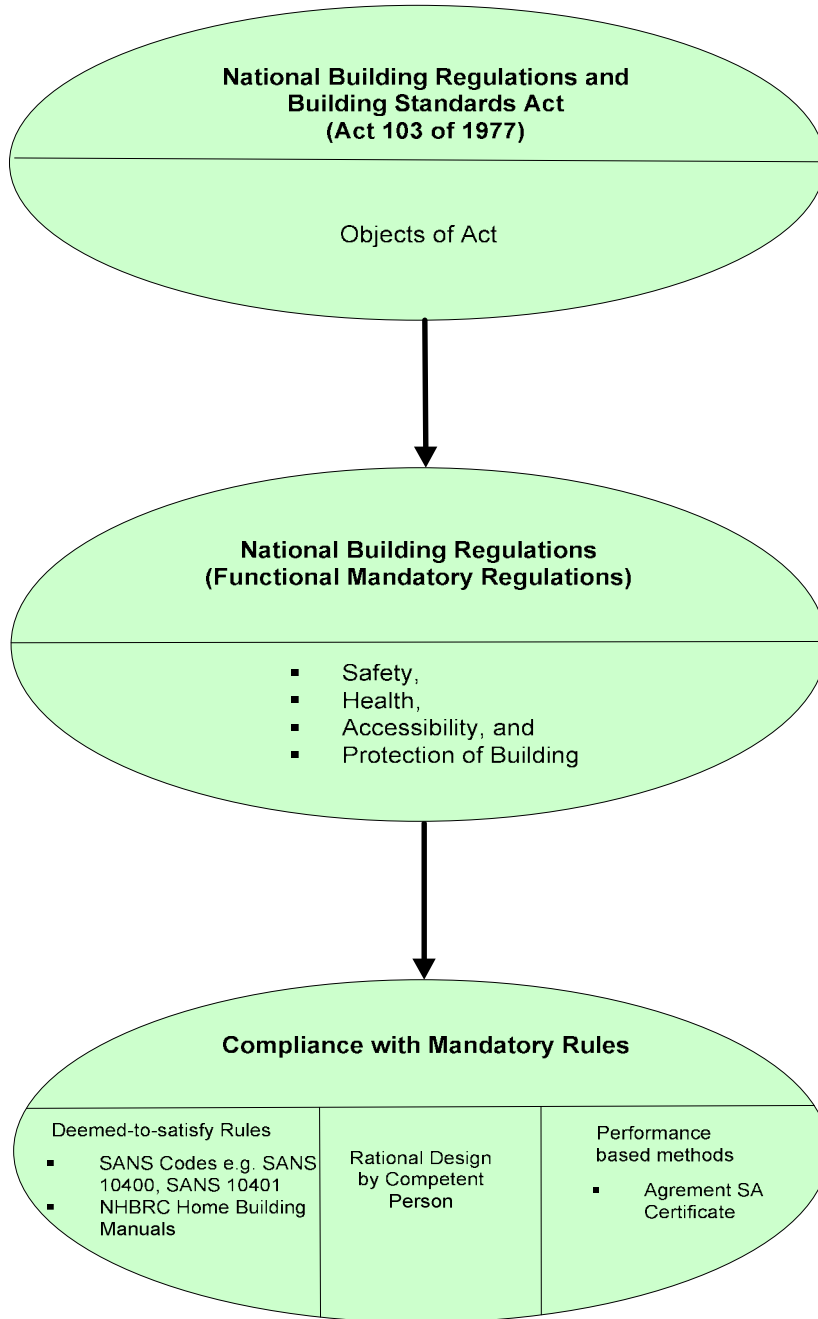 National Building Regulations and
Building Standards Act
(Act 103 of 1977)
Objects of Act
National Building Regulations
(Functional Mandatory Regulations)
▪ Safety,
▪ Health,
▪ Accessibility, and
▪ Protection of Building
Compliance with Mandatory Rules
Deemed-to-satisfy Rules
▪ SANS Codes e.g. SANS
10400, SANS 10401
▪ NHBRC Home Building
Manuals
Rational Design
by Competent
Person
Performance
based methods
▪ Agrement SA
Certificate